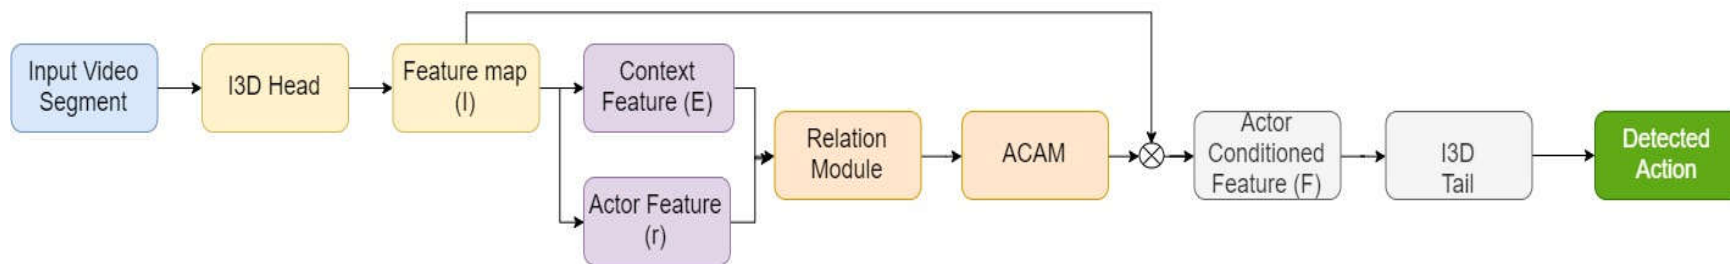 Input Video
Segment
I3D Head
Feature map
(I)
Context
Feature (E)
Actor Feature
(r)
Relation
Module
ACAM
Actor
Conditioned
Feature (F)
I3D
Tail
Detected
Action